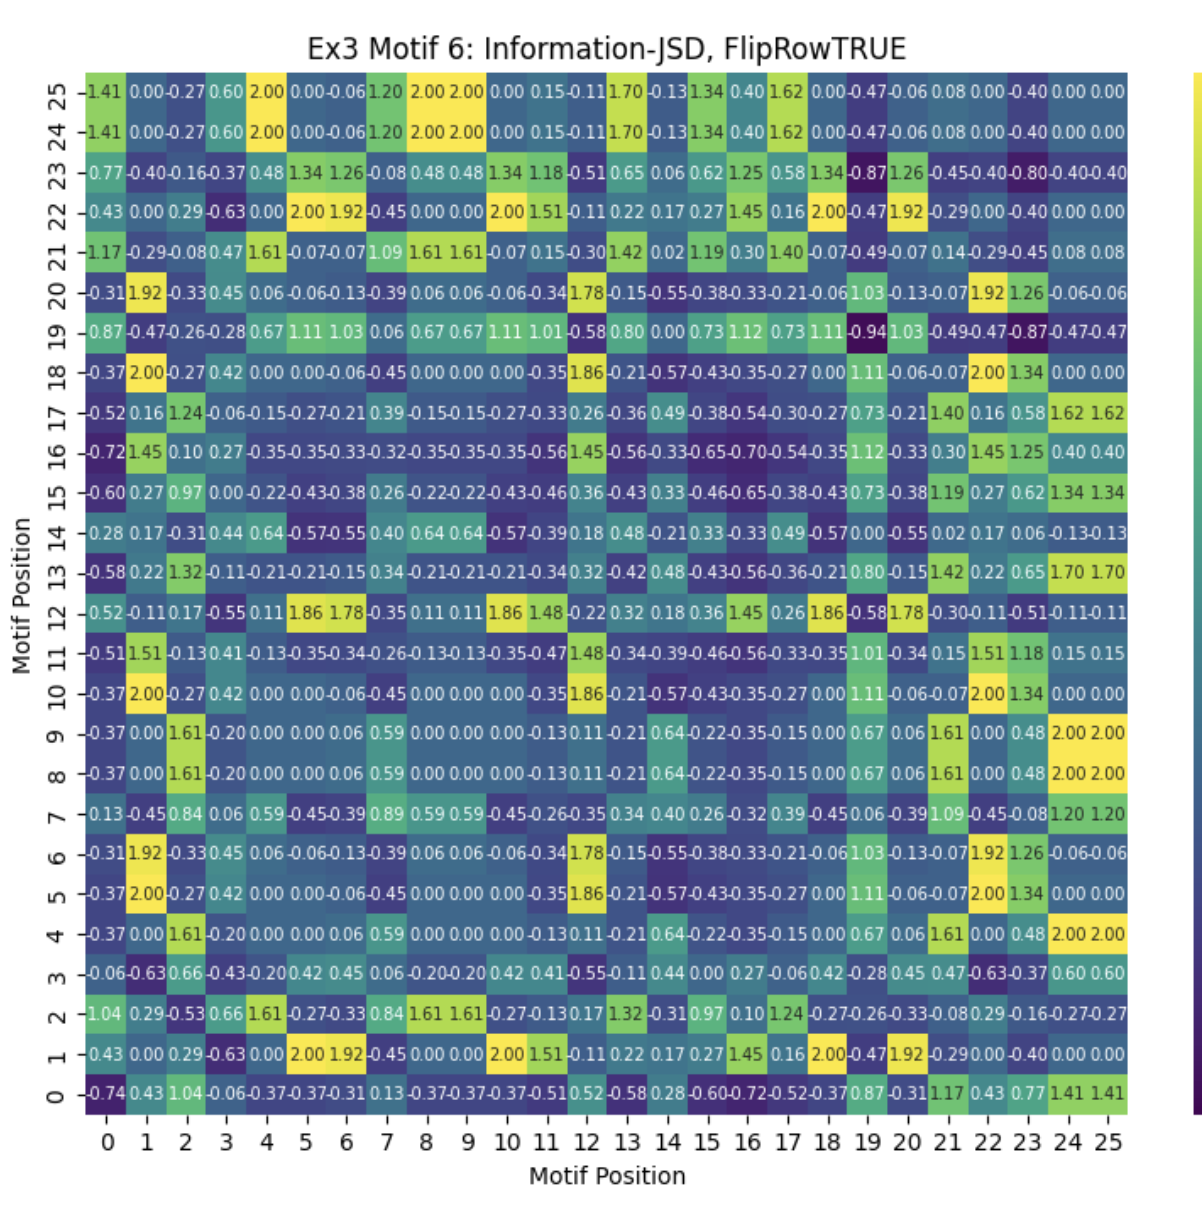 Ex3 Motif 6: Information-JSD, FlipRowTRUE
25 1.41 0.00 -0.27 0.60 2.00 0.00 -0.06 1.20 2.00 2.00 0.00 0.15 -0.11 1.70 -0.13 1.34 0.40 1.62 0.00 -0.47 -0.06 0.08 0.00 -0.40 0.00 0.00
24 1.41 0.00 -0.27 0.60 2.00 0.00 -0.06 1.20 2.00 2.00 0.00 0.15 -0.11 1.70 -0.13 1.34 0.40 1.62 0.00 -0.47 -0.06 0.08 0.00 -0.40 0.00 0.00
23 0.77 -0.40 -0.16 -0.37 0.48 1.34 1.26 -0.08 0.48 0.48 1.34 1.18 -0.51 0.65 0.06 0.62 1.25 0.58 1.34 -0.87 1.26 -0.45 -0.40 -0.80 -0.40 -0.40
22 0.43 0.00 0.29 -0.63 0.00 2.00 1.92 -0.45 0.00 0.00 2.00 1.51 -0.11 0.22 0.17 0.27 1.45 0.16 2.00 -0.47 1.92 -0.29 0.00 -0.40 0.00 0.00
21 1.17 -0.29 -0.08 0.47 1.61 -0.07 -0.07 1.09 1.61 1.61 -0.07 0.15 -0.30 1.42 0.02 1.19 0.30 1.40 -0.07 -0.49 -0.07 0.14 -0.29 -0.45 0.08 0.08
20 -0.31 1.92 -0.33 0.45 0.06 -0.06 -0.13 -0.39 0.06 0.06 -0.06 -0.34 1.78 -0.15 -0.55 -0.38 -0.33 -0.21 -0.06 1.03 -0.13 -0.07 1.92 1.26 -0.06 -0.06
19 0.87 -0.47 -0.26 -0.28 0.67 1.11 1.03 0.06 0.67 0.67 1.11 1.01 -0.58 0.80 0.00 0.73 1.12 0.73 1.11 -0.94 1.03 -0.49 -0.47 -0.87 -0.47 -0.47
18 -0.37 2.00 -0.27 0.42 0.00 0.00 -0.06 -0.45 0.00 0.00 0.00 -0.35 1.86 -0.21 -0.57 -0.43 -0.35 -0.27 0.00 1.11 -0.06 -0.07 2.00 1.34 0.00 0.00
17 -0.52 0.16 1.24 -0.06 -0.15 -0.27 -0.21 0.39 -0.15 -0.15 -0.27 -0.33 0.26 -0.36 0.49 -0.38 -0.54 -0.30 -0.27 0.73 -0.21 1.40 0.16 0.58 1.62 1.62
16 -0.72 1.45 0.10 0.27 -0.35 -0.35 -0.33 -0.32 -0.35 -0.35 -0.35 -0.56 1.45 -0.56 -0.33 -0.65 -0.70 -0.54 -0.35 1.12 -0.33 0.30 1.45 1.25 0.40 0.40
15 -0.60 0.27 0.97 0.00 -0.22 -0.43 -0.38 0.26 -0.22 -0.22 -0.43 -0.46 0.36 -0.43 0.33 -0.46 -0.65 -0.38 -0.43 0.73 -0.38 1.19 0.27 0.62 1.34 1.34
14 0.28 0.17 -0.31 0.44 0.64 -0.57 -0.55 0.40 0.64 0.64 -0.57 -0.39 0.18 0.48 -0.21 0.33 -0.33 0.49 -0.57 0.00 -0.55 0.02 0.17 0.06 -0.13 -0.13
13 -0.58 0.22 1.32 -0.11 -0.21 -0.21 -0.15 0.34 -0.21 -0.21 -0.21 -0.34 0.32 -0.42 0.48 -0.43 -0.56 -0.36 -0.21 0.80 -0.15 1.42 0.22 0.65 1.70 1.70
12 0.52 -0.11 0.17 -0.55 0.11 1.86 1.78 -0.35 0.11 0.11 1.86 1.48 -0.22 0.32 0.18 0.36 1.45 0.26 1.86 -0.58 1.78 -0.30 -0.11 -0.51 -0.11 -0.11
11 -0.51 1.51 -0.13 0.41 -0.13 -0.35 -0.34 -0.26 -0.13 -0.13 -0.35 -0.47 1.48 -0.34 -0.39 -0.46 -0.56 -0.33 -0.35 1.01 -0.34 0.15 1.51 1.18 0.15 0.15
10 -0.37 2.00 -0.27 0.42 0.00 0.00 -0.06 -0.45 0.00 0.00 0.00 -0.35 1.86 -0.21 -0.57 -0.43 -0.35 -0.27 0.00 1.11 -0.06 -0.07 2.00 1.34 0.00 0.00
9 -0.37 0.00 1.61 -0.20 0.00 0.00 0.06 0.59 0.00 0.00 0.00 -0.13 0.11 -0.21 0.64 -0.22 -0.35 -0.15 0.00 0.67 0.06 1.61 0.00 0.48 2.00 2.00
8 -0.37 0.00 1.61 -0.20 0.00 0.00 0.06 0.59 0.00 0.00 0.00 -0.13 0.11 -0.21 0.64 -0.22 -0.35 -0.15 0.00 0.67 0.06 1.61 0.00 0.48 2.00 2.00
7 0.13 -0.45 0.84 0.06 0.59 -0.45 -0.39 0.89 0.59 0.59 -0.45 -0.26 -0.35 0.34 0.40 0.26 -0.32 0.39 -0.45 0.06 -0.39 1.09 -0.45 -0.08 1.20 1.20
6 -0.31 1.92 -0.33 0.45 0.06 -0.06 -0.13 -0.39 0.06 0.06 -0.06 -0.34 1.78 -0.15 -0.55 -0.38 -0.33 -0.21 -0.06 1.03 -0.13 -0.07 1.92 1.26 -0.06 -0.06
5 -0.37 2.00 -0.27 0.42 0.00 0.00 -0.06 -0.45 0.00 0.00 0.00 -0.35 1.86 -0.21 -0.57 -0.43 -0.35 -0.27 0.00 1.11 -0.06 -0.07 2.00 1.34 0.00 0.00
4 -0.37 0.00 1.61 -0.20 0.00 0.00 0.06 0.59 0.00 0.00 0.00 -0.13 0.11 -0.21 0.64 -0.22 -0.35 -0.15 0.00 0.67 0.06 1.61 0.00 0.48 2.00 2.00
3 -0.06 -0.63 0.66 -0.43 -0.20 0.42 0.45 0.06 -0.20 -0.20 0.42 0.41 -0.55 -0.11 0.44 0.00 0.27 -0.06 0.42 -0.28 0.45 0.47 -0.63 -0.37 0.60 0.60
2 1.04 0.29 -0.53 0.66 1.61 -0.27 -0.33 0.84 1.61 1.61 -0.27 -0.13 0.17 1.32 -0.31 0.97 0.10 1.24 -0.27 -0.26 -0.33 -0.08 0.29 -0.16 -0.27 -0.27
1 0.43 0.00 0.29 -0.63 0.00 2.00 1.92 -0.45 0.00 0.00 2.00 1.51 -0.11 0.22 0.17 0.27 1.45 0.16 2.00 -0.47 1.92 -0.29 0.00 -0.40 0.00 0.00
0 -0.74 0.43 1.04 -0.06 -0.37 -0.37 -0.31 0.13 -0.37 -0.37 -0.37 -0.51 0.52 -0.58 0.28 -0.60 -0.72 -0.52 -0.37 0.87 -0.31 1.17 0.43 0.77 1.41 1.41
0 1 2 3 4 5 6 7 8 9 10 11 12 13 14 15 16 17 18 19 20 21 22 23 24 25
Motif Position
Motif Position